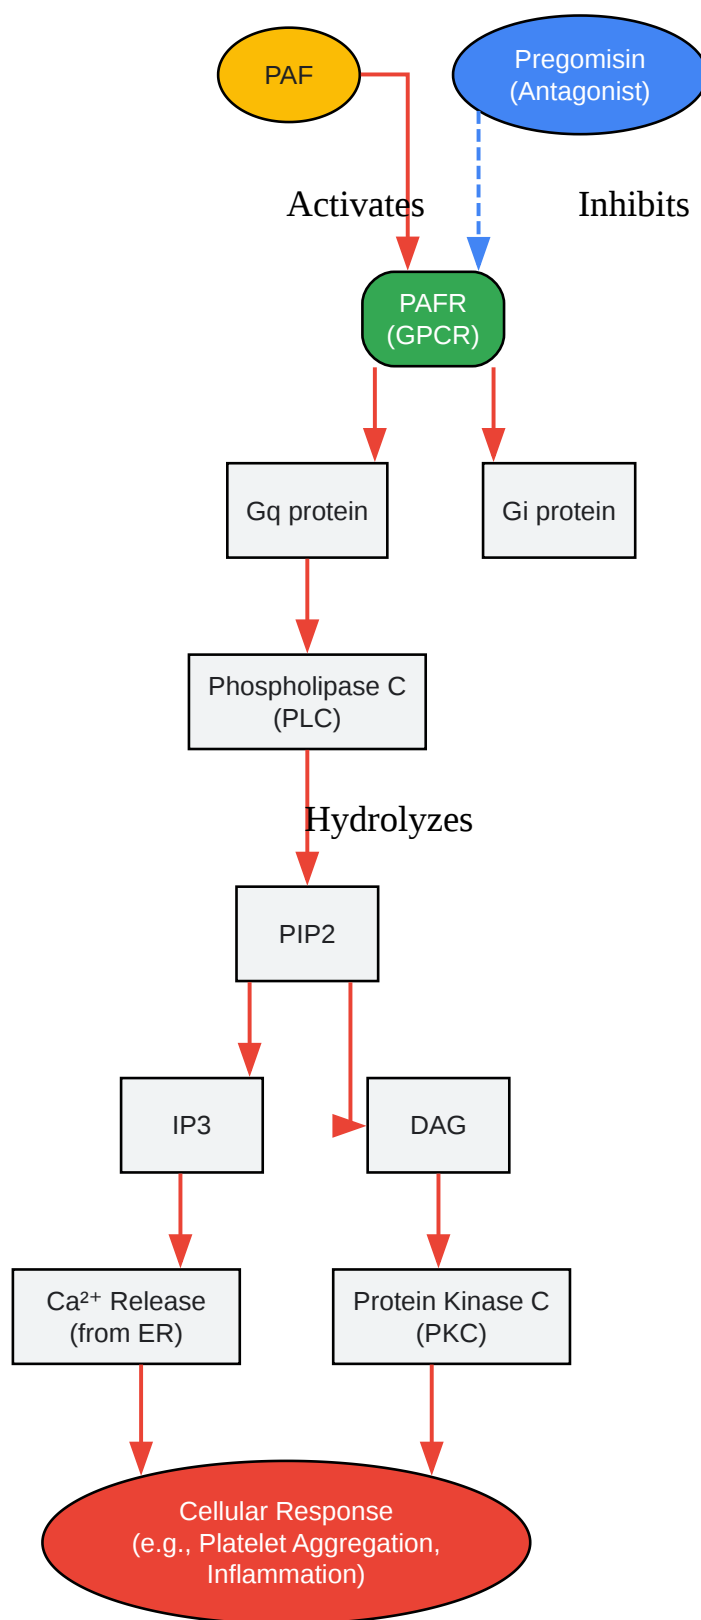 PAF
Pregomisin
(Antagonist)
Activates
Inhibits
PAFR
(GPCR)
Gq protein
Gi protein
Phospholipase C
(PLC)
Hydrolyzes
PIP2
IP3
DAG
Ca²⁺ Release
(from ER)
Protein Kinase C
(PKC)
Cellular Response
(e.g., Platelet Aggregation,
Inflammation)